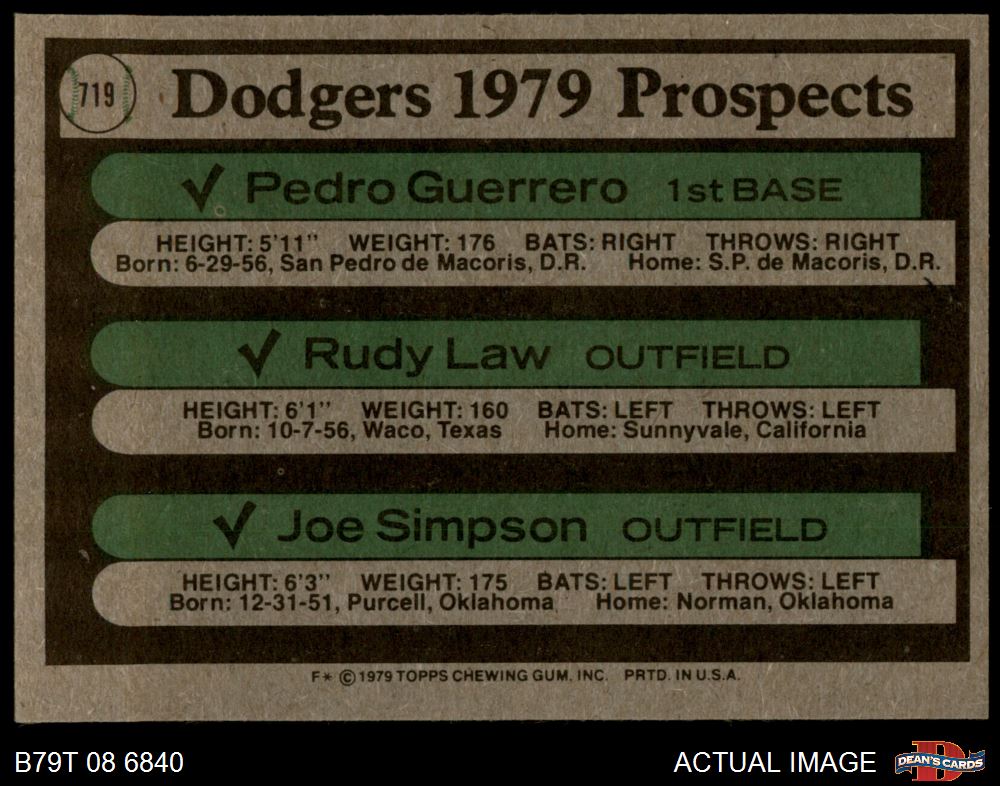 719
Dodgers 1979 Prospects
✓ Pedro Guerrero 1st BASE
HEIGHT: 5'11" WEIGHT: 176 BATS: RIGHT THROWS: RIGHT
Born: 6-29-56, San Pedro de Macoris, D.R. Home: S.P. de Macoris, D.R.
✓ Rudy Law OUTFIELD
HEIGHT: 6'1" WEIGHT: 160 BATS: LEFT THROWS: LEFT
Born: 10-7-56, Waco, Texas Home: Sunnyvale, California
✓ Joe Simpson OUTFIELD
HEIGHT: 6'3" WEIGHT: 175 BATS: LEFT THROWS: LEFT
Born: 12-31-51, Purcell, Oklahoma Home: Norman, Oklahoma
F* © 1979 TOPPS CHEWING GUM, INC. PRTD. IN U.S.A.
B79T 08 6840
ACTUAL IMAGE
D
DEAN'S CARDS